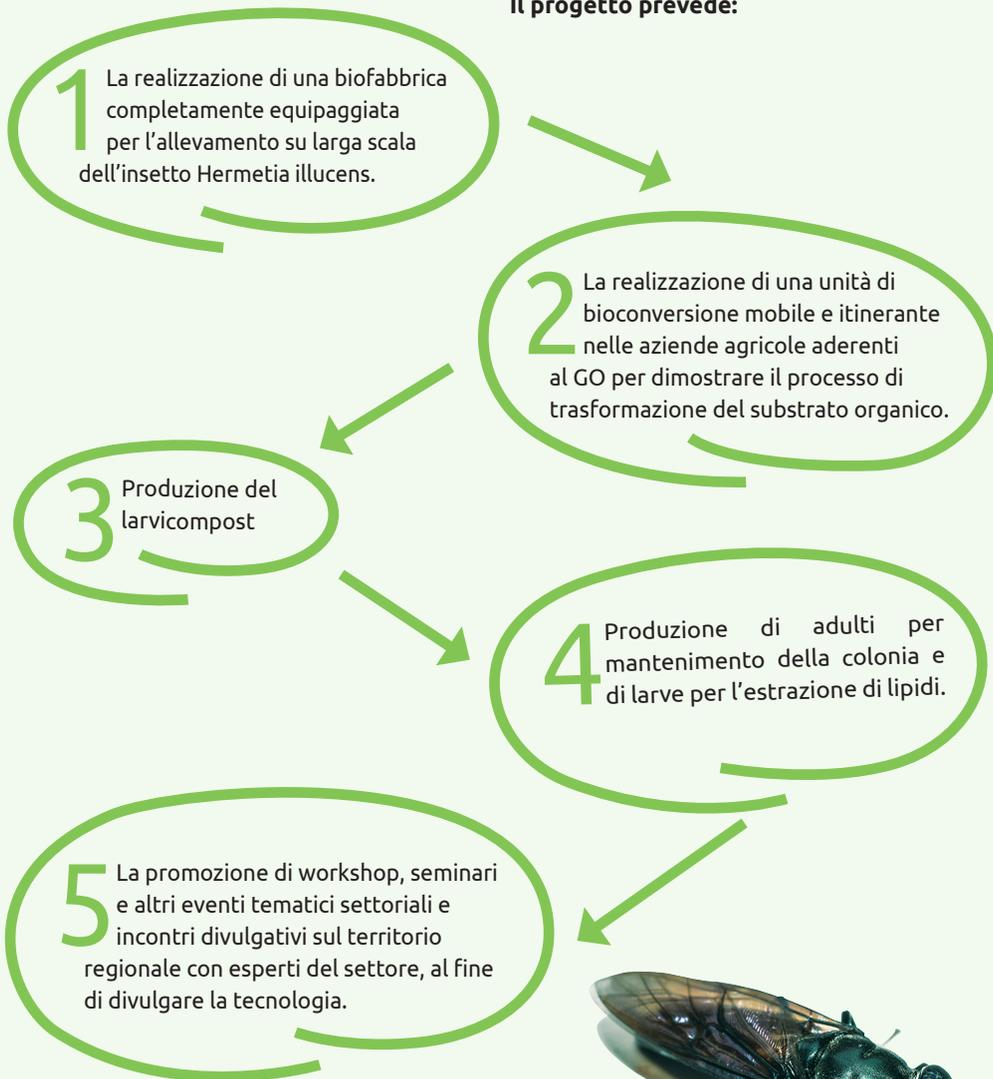 Il progetto prevede:
1 La realizzazione di una biofabbrica
completamente equipaggiata
per l’allevamento su larga scala
dell’insetto Hermetia illucens.
2 La realizzazione di una unità di
bioconversione mobile e itinerante
nelle aziende agricole aderenti
al GO per dimostrare il processo di
trasformazione del substrato organico.
3 Produzione del
larvicompost
4 Produzione di adulti per
mantenimento della colonia e
di larve per l’estrazione di lipidi.
5 La promozione di workshop, seminari
e altri eventi tematici settoriali e
incontri divulgativi sul territorio
regionale con esperti del settore, al fine
di divulgare la tecnologia.